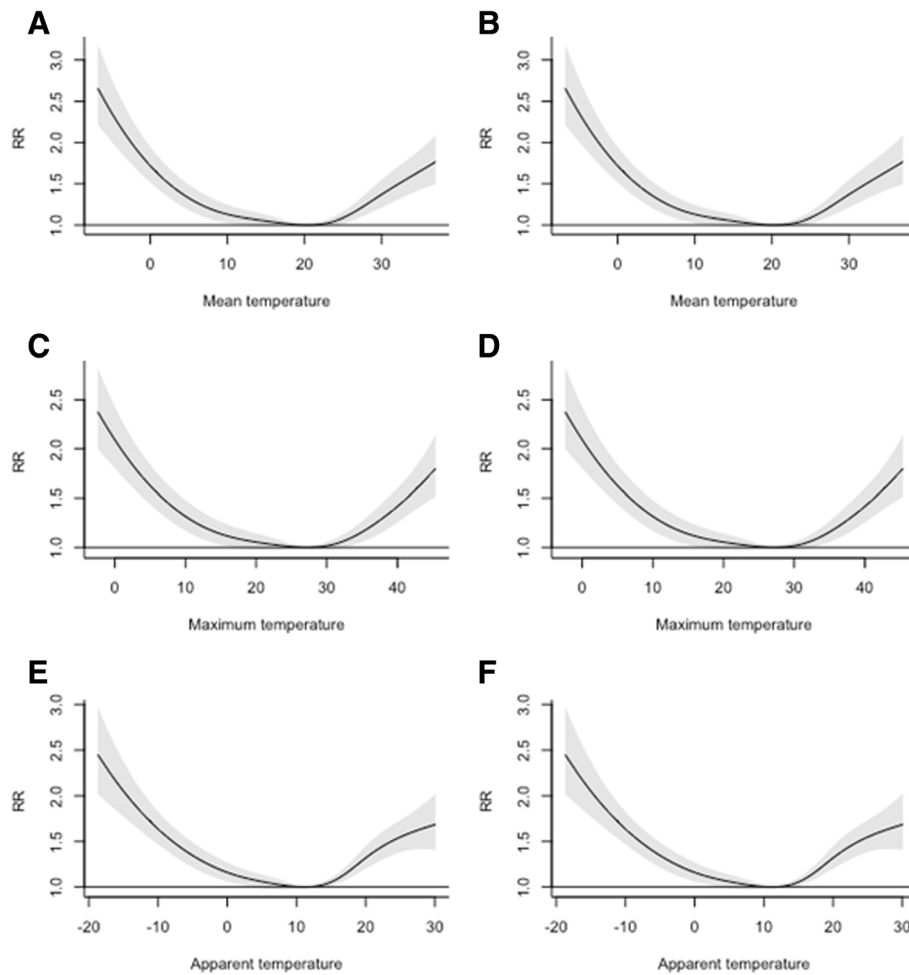 A
B
RR
1.0 1.5 2.0 2.5 3.0
0 10 20 30
Mean temperature
RR
1.0 1.5 2.0 2.5 3.0
0 10 20 30
Mean temperature
C
D
RR
1.0 1.5 2.0 2.5
0 10 20 30 40
Maximum temperature
RR
1.0 1.5 2.0 2.5
0 10 20 30 40
Maximum temperature
E
F
RR
1.0 1.5 2.0 2.5 3.0
-20 -10 0 10 20 30
Apparent temperature
RR
1.0 1.5 2.0 2.5 3.0
-20 -10 0 10 20 30
Apparent temperature